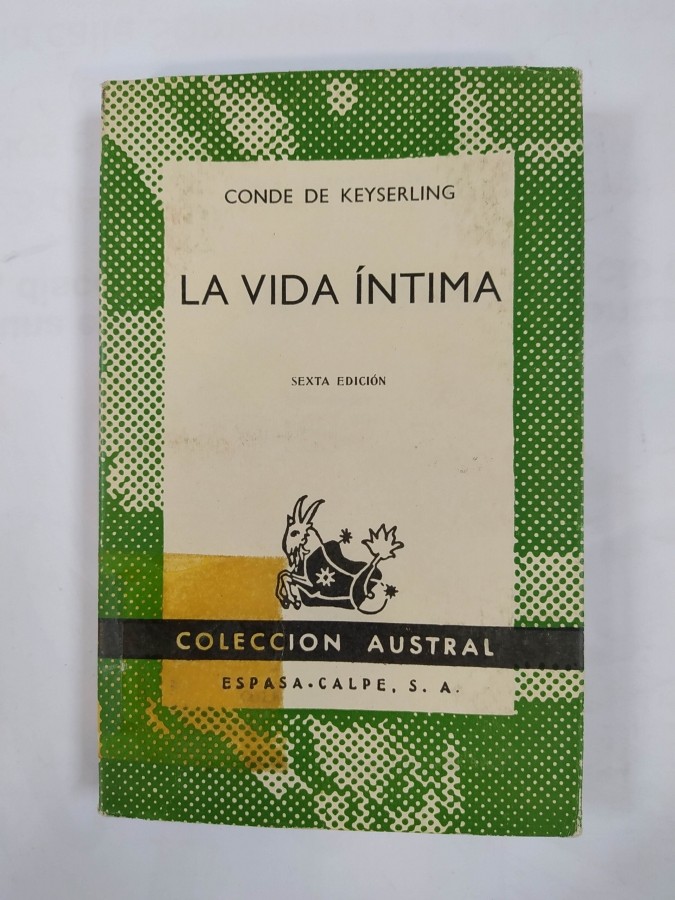 CONDE DE KEYSERLING
LA VIDA ÍNTIMA
SEXTA EDICIÓN
COLECCION AUSTRAL
ESPASA-CALPE, S. A.